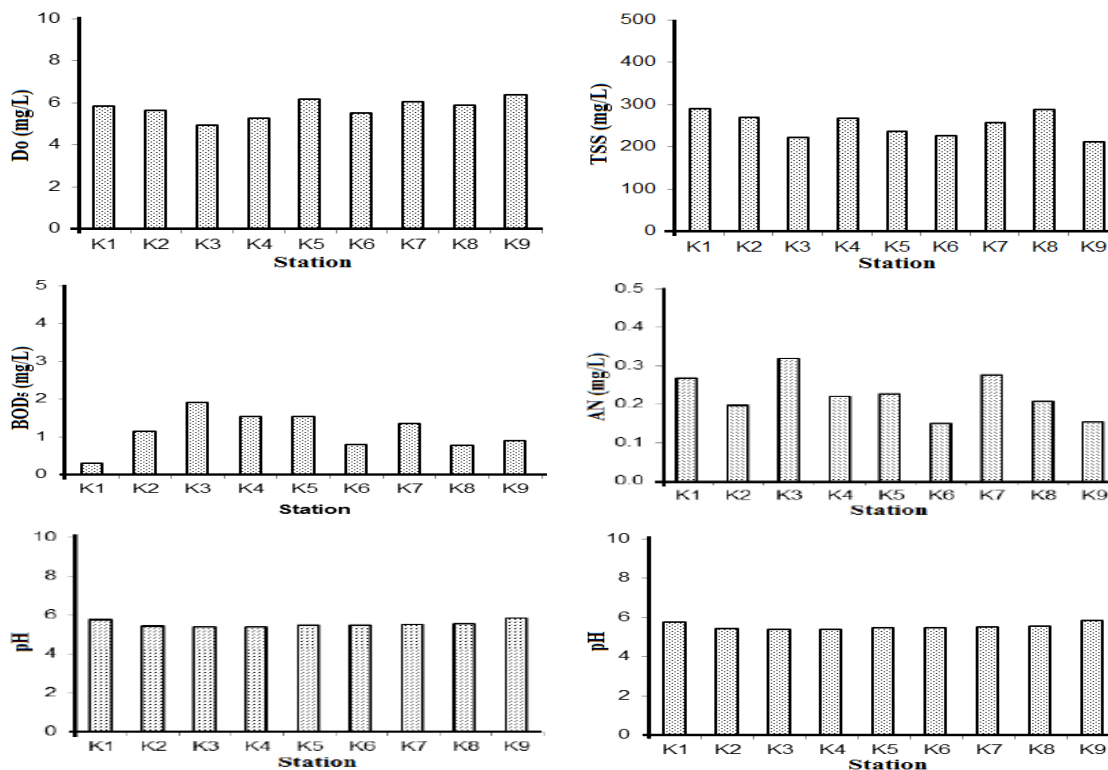 10
8
6
4
2
0
Do (mg/L)
K1 K2 K3 K4 K5 K6 K7 K8 K9
Station
500
400
300
200
100
0
TSS (mg/L)
K1 K2 K3 K4 K5 K6 K7 K8 K9
Station
5
4
3
2
1
0
BOD₅ (mg/L)
K1 K2 K3 K4 K5 K6 K7 K8 K9
Station
0.5
0.4
0.3
0.2
0.1
0.0
AN (mg/L)
K1 K2 K3 K4 K5 K6 K7 K8 K9
Station
10
8
6
4
2
0
pH
K1 K2 K3 K4 K5 K6 K7 K8 K9
Station
10
8
6
4
2
0
pH
K1 K2 K3 K4 K5 K6 K7 K8 K9
Station